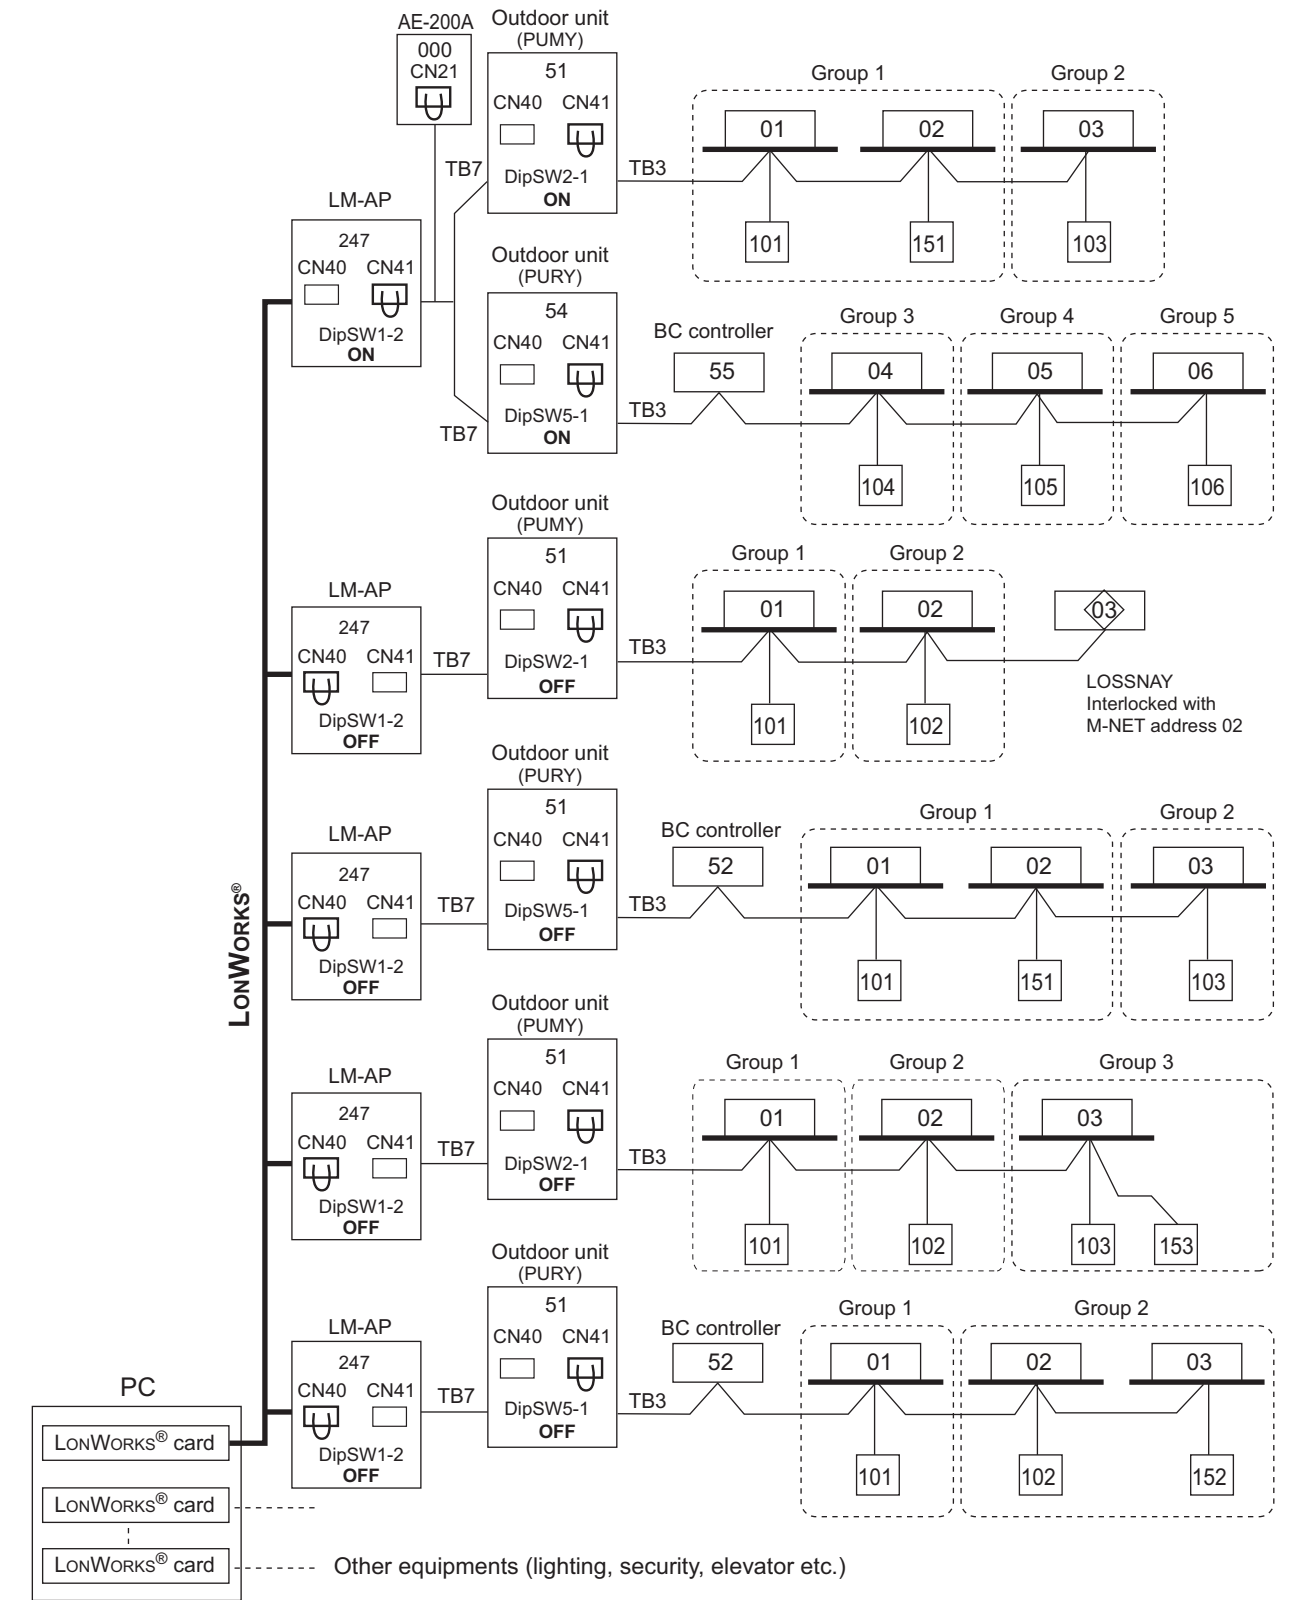 AE-200A
000
CN21
Outdoor unit
(PUMY)
51
CN40 CN41
DipSW2-1
ON
TB7
TB3
Group 1
Group 2
01
02
03
101
151
103
LM-AP
247
CN40 CN41
DipSW1-2
ON
Outdoor unit
(PURY)
54
CN40 CN41
DipSW5-1
ON
TB7
TB3
BC controller
55
Group 3
Group 4
Group 5
04
05
06
104
105
106
LM-AP
247
CN40 CN41
DipSW1-2
OFF
TB7
Outdoor unit
(PUMY)
51
CN40 CN41
DipSW2-1
OFF
TB3
Group 1
Group 2
01
02
03
101
102
LOSSNAY
Interlocked with
M-NET address 02
LM-AP
247
CN40 CN41
DipSW1-2
OFF
TB7
Outdoor unit
(PURY)
51
CN40 CN41
DipSW5-1
OFF
TB3
BC controller
52
Group 1
Group 2
01
02
03
101
151
103
LONWORKS®
LM-AP
247
CN40 CN41
DipSW1-2
OFF
TB7
Outdoor unit
(PUMY)
51
CN40 CN41
DipSW2-1
OFF
TB3
Group 1
Group 2
Group 3
01
02
03
101
102
103
153
LM-AP
247
CN40 CN41
DipSW1-2
OFF
TB7
Outdoor unit
(PURY)
51
CN40 CN41
DipSW5-1
OFF
TB3
BC controller
52
Group 1
Group 2
01
02
03
101
102
152
PC
LONWORKS® card
LONWORKS® card
LONWORKS® card
Other equipments (lighting, security, elevator etc.)